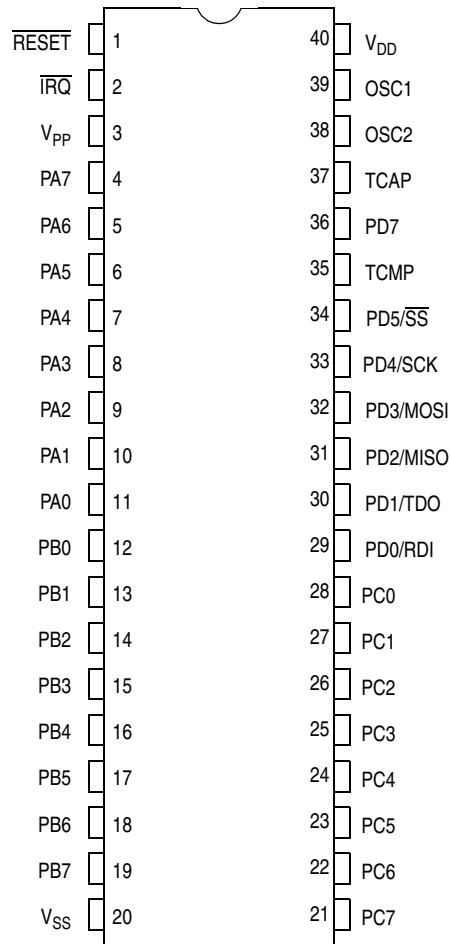 RESET 1 40 VDD
IRQ 2 39 OSC1
VPP 3 38 OSC2
PA7 4 37 TCAP
PA6 5 36 PD7
PA5 6 35 TCMP
PA4 7 34 PD5/SS
PA3 8 33 PD4/SCK
PA2 9 32 PD3/MOSI
PA1 10 31 PD2/MISO
PA0 11 30 PD1/TDO
PB0 12 29 PD0/RDI
PB1 13 28 PC0
PB2 14 27 PC1
PB3 15 26 PC2
PB4 16 25 PC3
PB5 17 24 PC4
PB6 18 23 PC5
PB7 19 22 PC6
VSS 20 21 PC7